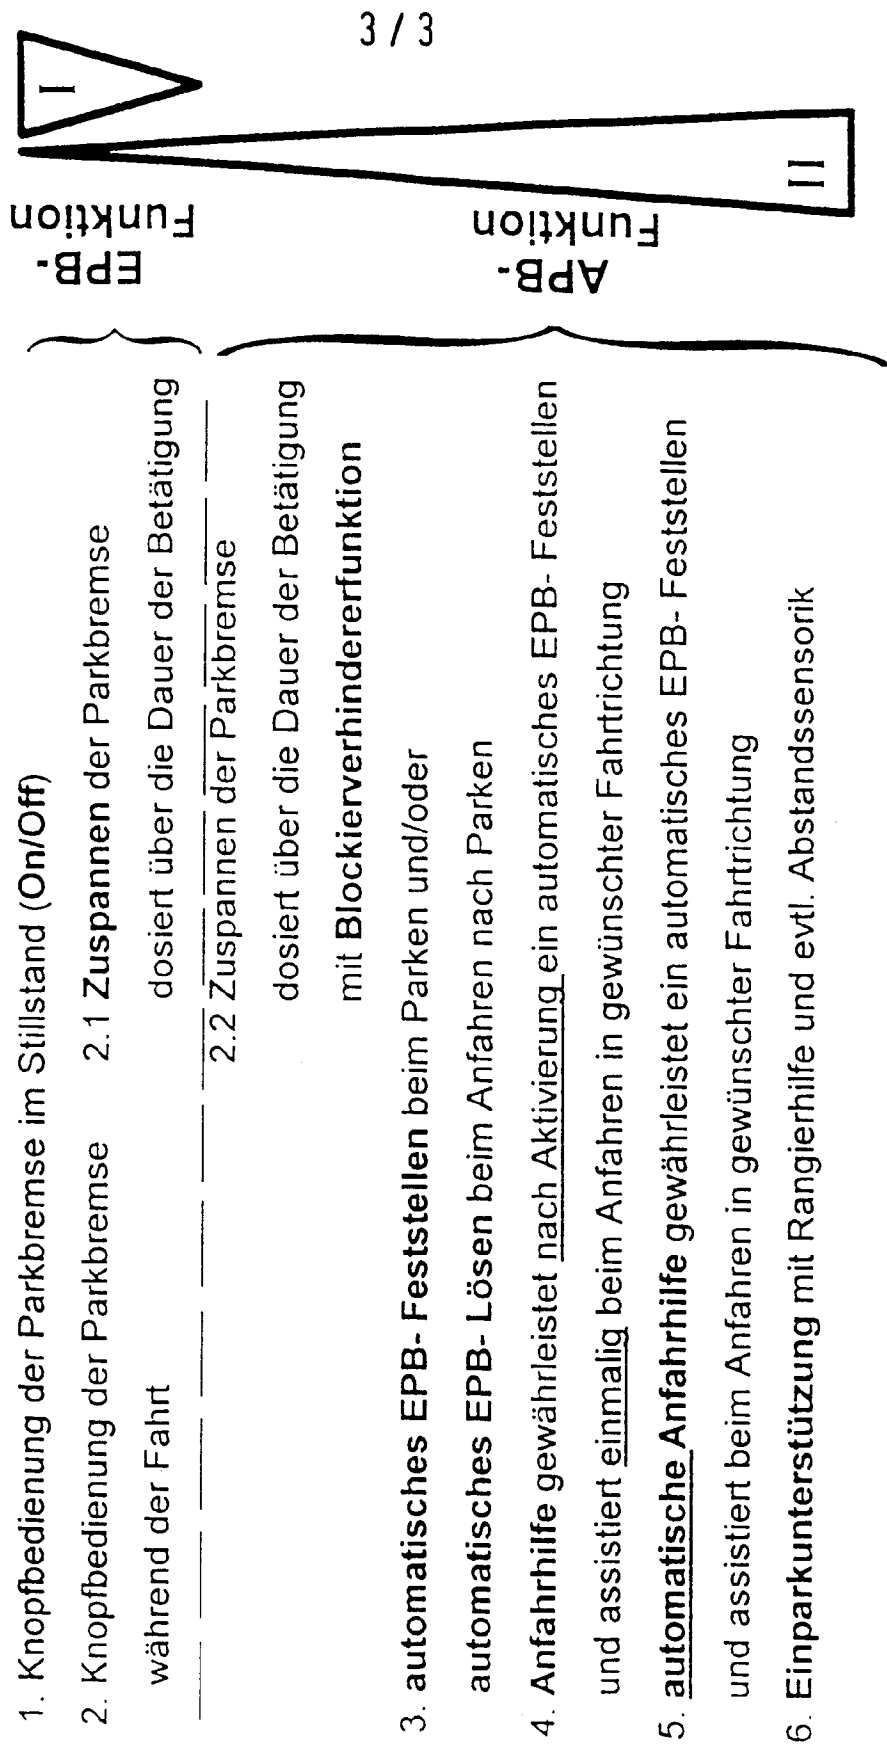 3 / 3
1. Knopfbedienung der Parkbremse im Stillstand (On/Off)
2. Knopfbedienung der Parkbremse 2.1 Zuspannen der Parkbremse
während der Fahrt dosiert über die Dauer der Betätigung
2.2 Zuspannen der Parkbremse
dosiert über die Dauer der Betätigung
mit Blockierverhindererfunktion
3. automatisches EPB- Feststellen beim Parken und/oder
automatisches EPB- Lösen beim Anfahren nach Parken
4. Anfahrhilfe gewährleistet nach Aktivierung ein automatisches EPB- Feststellen
und assistiert einmalig beim Anfahren in gewünschter Fahrtrichtung
5. automatische Anfahrhilfe gewährleistet ein automatisches EPB- Feststellen
und assistiert beim Anfahren in gewünschter Fahrtrichtung
6. Einparkunterstützung mit Rangierhilfe und evtl. Abstandssensorik
EPB-
Funktion
I
APB-
Funktion
II